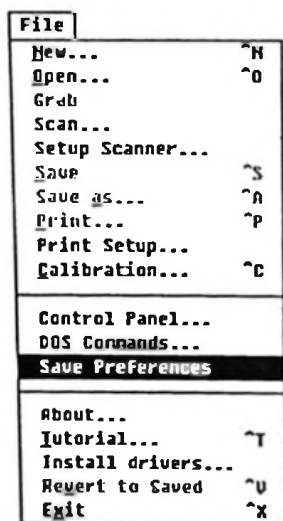 File
New... ^N
Open... ^O
Grab
Scan...
Setup Scanner...
Save ^S
Save as... ^A
Print... ^P
Print Setup...
Calibration... ^C
Control Panel...
DOS Commands...
Save Preferences
About...
Tutorial... ^T
Install drivers...
Revert to Saved ^V
Exit ^X